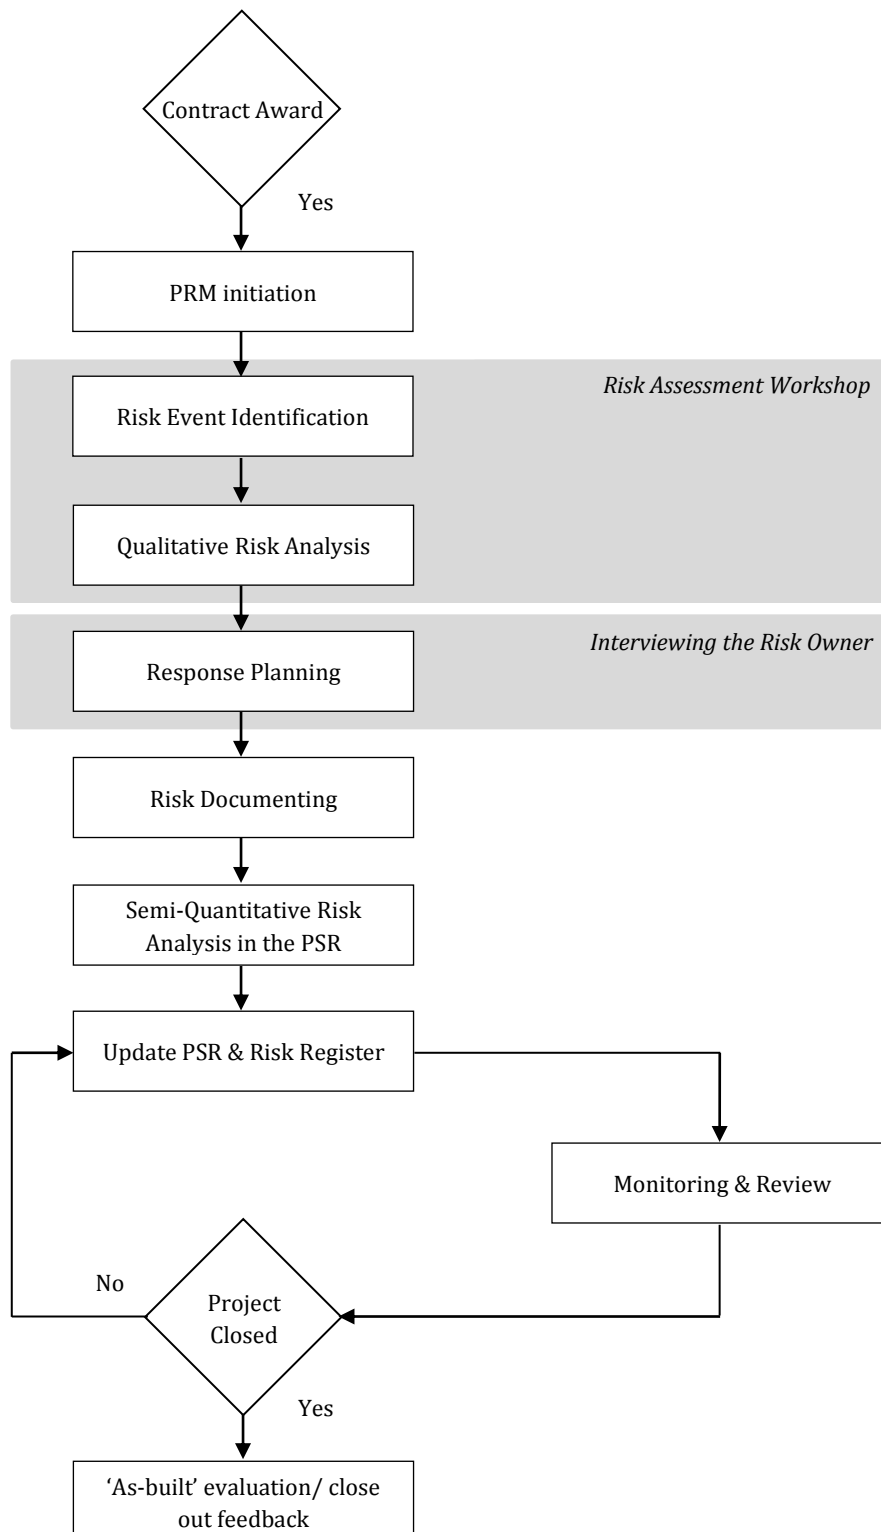 Contract Award
Yes
PRM initiation
Risk Assessment Workshop
Risk Event Identification
Qualitative Risk Analysis
Interviewing the Risk Owner
Response Planning
Risk Documenting
Semi-Quantitative Risk
Analysis in the PSR
Update PSR & Risk Register
Monitoring & Review
No
Project
Closed
Yes
‘As-built’ evaluation/ close
out feedback